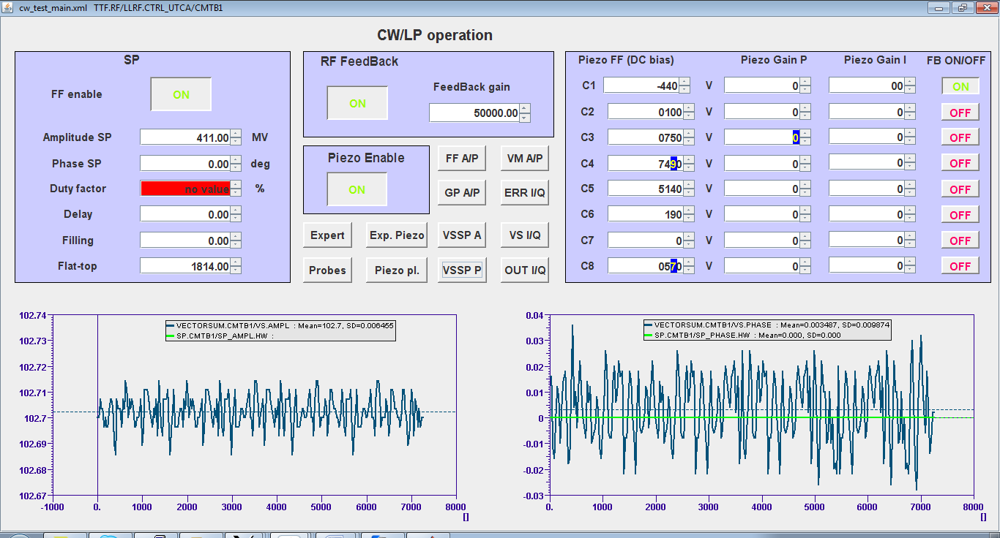 cw_test_main.xml TTF.RF/LLRF.CTRL_UTCA/CMTB1
CW/LP operation
SP
FF enable ON
Amplitude SP 411.00 MV
Phase SP 0.00 deg
Duty factor no value %
Delay 0.00
Filling 0.00
Flat-top 1814.00
RF FeedBack
ON
FeedBack gain
50000.00
Piezo Enable
ON
FF A/P VM A/P
GP A/P ERR I/Q
Expert Exp. Piezo VSSP A VS I/Q
Probes Piezo pl. VSSP P OUT I/Q
Piezo FF (DC bias) Piezo Gain P Piezo Gain I FB ON/OFF
C1 -440 V 0 00 ON
C2 0100 V 0 0 OFF
C3 0750 V 0 0 OFF
C4 7490 V 0 0 OFF
C5 5140 V 0 0 OFF
C6 190 V 0 0 OFF
C7 0 V 0 0 OFF
C8 0570 V 0 0 OFF
102.74
102.73
102.72
102.71
102.7
102.69
102.68
102.67
VECTORSUM.CMTB1/VS.AMPL : Mean=102.7, SD=0.006455
SP.CMTB1/SP_AMPL.HW :
-1000 0. 1000 2000 3000 4000 5000 6000 7000 8000
[]
0.04
0.03
0.02
0.01
0
-0.01
-0.02
-0.03
VECTORSUM.CMTB1/VS.PHASE : Mean=0.003487, SD=0.009874
SP.CMTB1/SP_PHASE.HW : Mean=0.000, SD=0.000
0. 1000 2000 3000 4000 5000 6000 7000 8000
[]